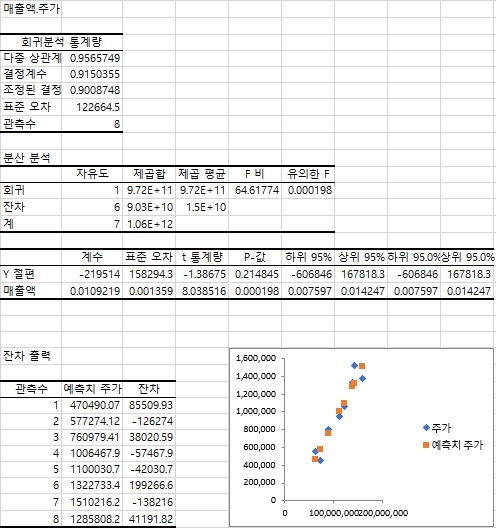 매출액.주가
회귀분석 통계량
다중 상관계 0.9565749
결정계수 0.9150355
조정된 결정 0.9008748
표준 오차 122664.5
관측수 8
분산 분석
자유도 제곱합 제곱 평균 F 비 유의한 F
회귀 1 9.72E+11 9.72E+11 64.61774 0.000198
잔차 6 9.03E+10 1.5E+10
계 7 1.06E+12
계수 표준 오차 t 통계량 P-값 하위 95% 상위 95% 하위 95.0% 상위 95.0%
Y 절편 -219514 158294.3 -1.38675 0.214845 -606846 167818.3 -606846 167818.3
매출액 0.0109219 0.001359 8.038516 0.000198 0.007597 0.014247 0.007597 0.014247
잔차 출력
관측수 예측치 주가 잔차
1 470490.07 85509.93
2 577274.12 -126274
3 760979.41 38020.59
4 1006467.9 -57467.9
5 1100030.7 -42030.7
6 1322733.4 199266.6
7 1510216.2 -138216
8 1285808.2 41191.82
1,600,000
1,400,000
1,200,000
1,000,000
800,000
600,000
400,000
200,000
0
0 100,000,000 200,000,000
주가
예측치 주가